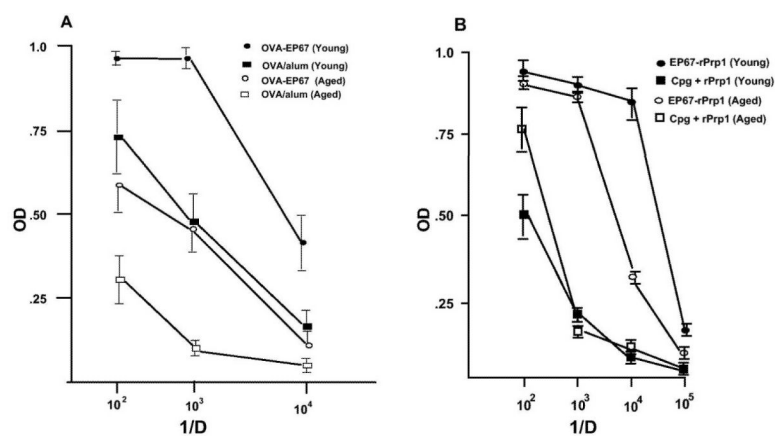 A
1.0
.75
.50
.25
OD
10²
10³
10⁴
1/D
OVA-EP67 (Young)
OVA/alum (Young)
OVA-EP67 (Aged)
OVA/alum (Aged)
B
1.0
.75
.50
.25
OD
10²
10³
10⁴
10⁵
1/D
EP67-rPrp1 (Young)
Cpg + rPrp1 (Young)
EP67-rPrp1 (Aged)
Cpg + rPrp1 (Aged)